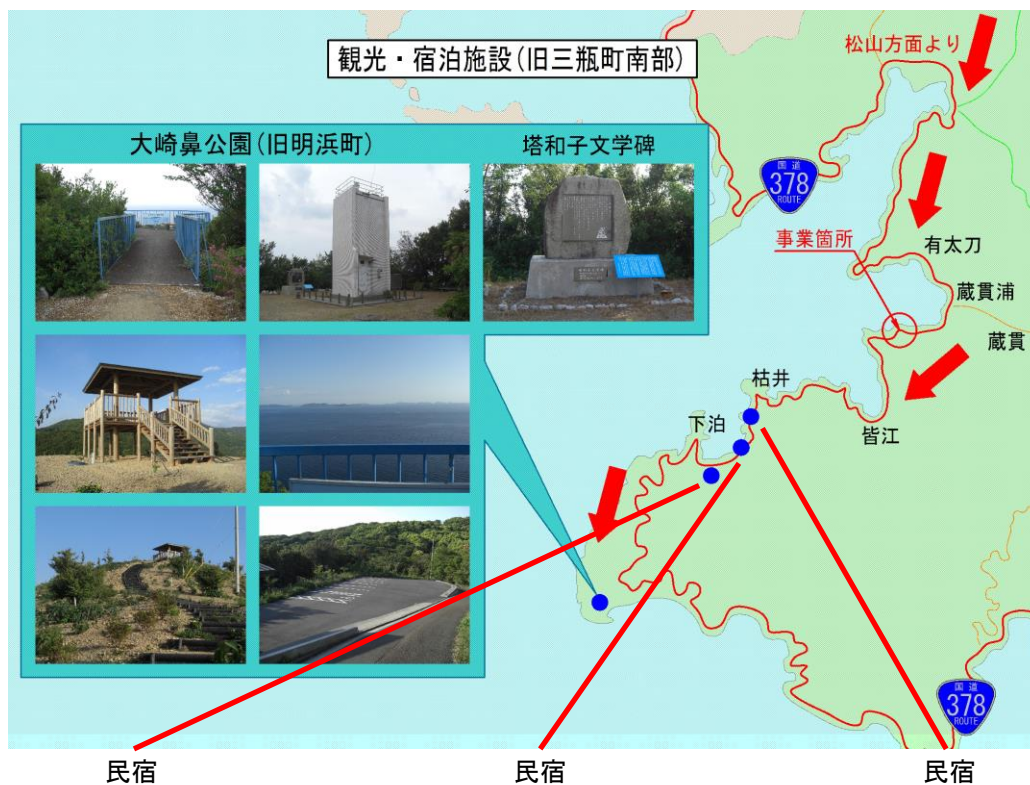 観光・宿泊施設(旧三瓶町南部)
松山方面より
大崎鼻公園(旧明浜町)
塔和子文学碑
国道
378
ROUTE
事業箇所
有太刀
蔵貫浦
蔵貫
枯井
下泊
皆江
国道
378
ROUTE
民宿
民宿
民宿